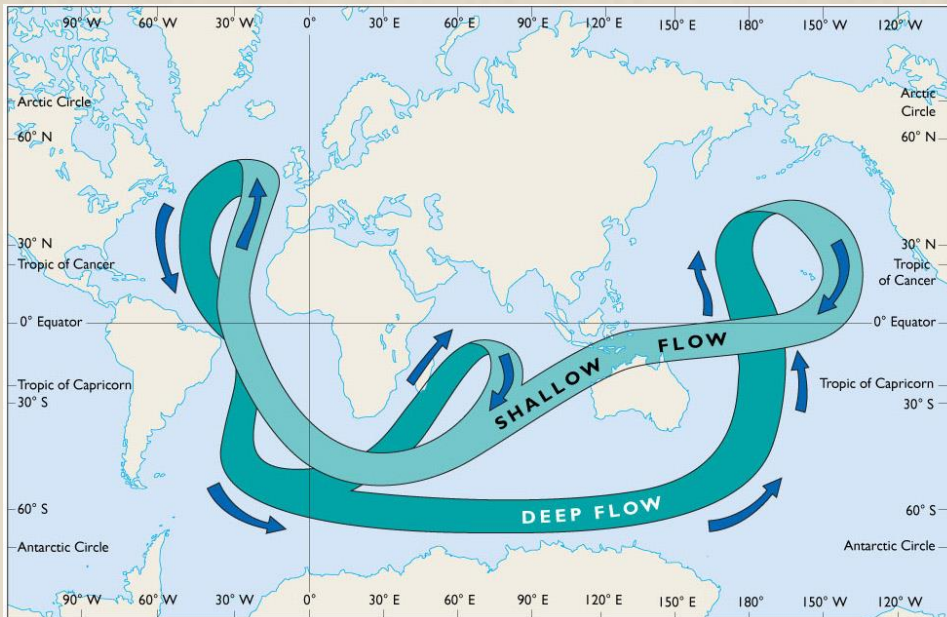 90° W 60° W 30° W 0° 30° E 60° E 90° E 120° E 150° E 180° 150° W 120° W
Arctic Circle
Arctic
Circle
60° N
60° N
30° N
30° N
Tropic of Cancer
Tropic
of Cancer
0° Equator
0° Equator
SHALLOW FLOW
Tropic of Capricorn
Tropic of Capricorn
30° S
30° S
60° S
DEEP FLOW
60° S
Antarctic Circle
Antarctic Circle
90° W 60° W 30° W 0° 30° E 60° E 90° E 120° E 150° E 180° 150° W 120° W